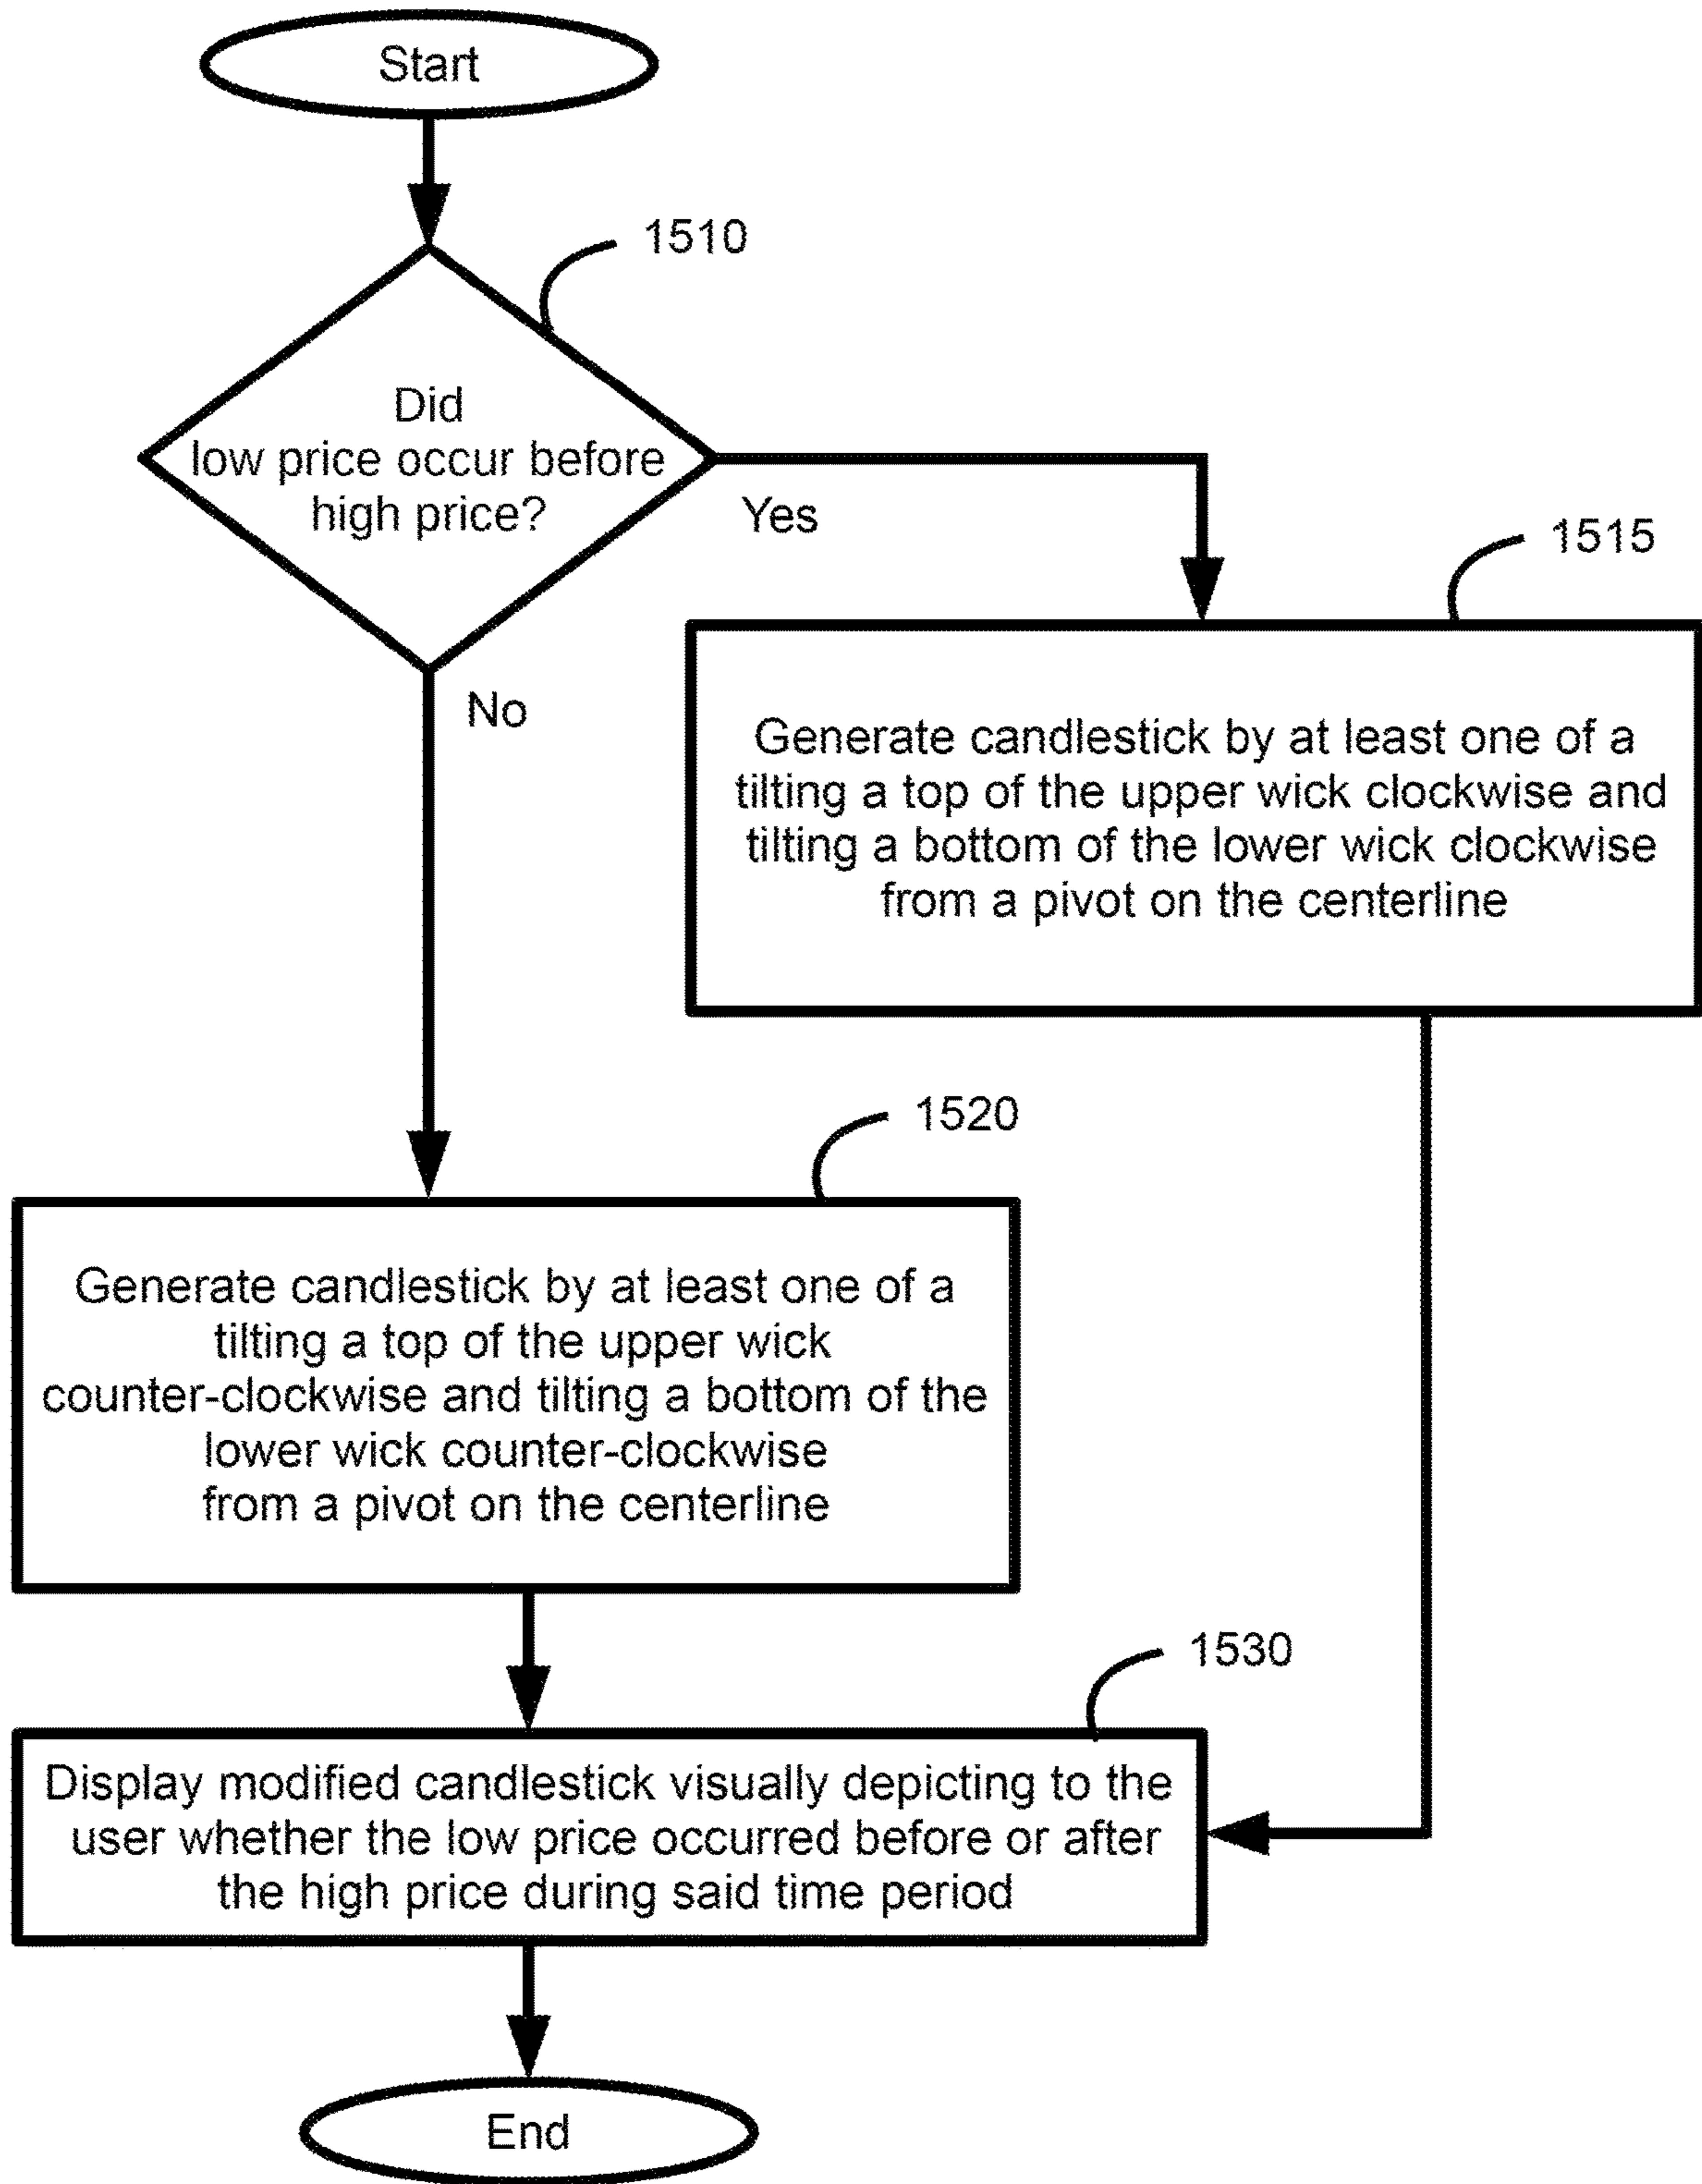 Start
1510
Did
low price occur before
high price?
Yes
No
1515
Generate candlestick by at least one of a
tilting a top of the upper wick clockwise and
tilting a bottom of the lower wick clockwise
from a pivot on the centerline
1520
Generate candlestick by at least one of a
tilting a top of the upper wick
counter-clockwise and tilting a bottom of the
lower wick counter-clockwise
from a pivot on the centerline
1530
Display modified candlestick visually depicting to the
user whether the low price occurred before or after
the high price during said time period
End